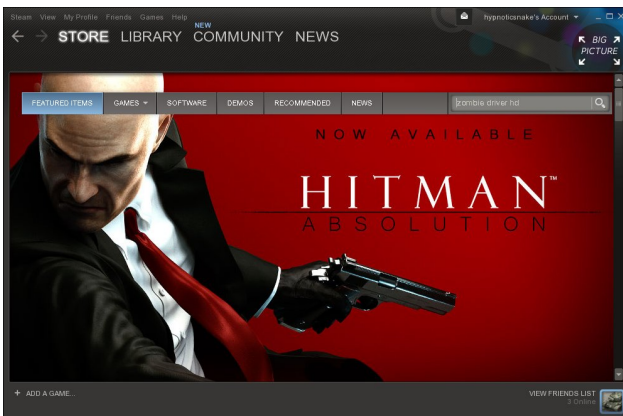 Steam View My Profile Friends Games Help
hypnoticsnake's Account
NEW
STORE LIBRARY COMMUNITY NEWS
BIG
PICTURE
FEATURED ITEMS GAMES SOFTWARE DEMOS RECOMMENDED NEWS
zombie driver hd
NOW AVAILABLE
HITMAN™
ABSOLUTION
+ ADD A GAME...
VIEW FRIENDS LIST
3 Online